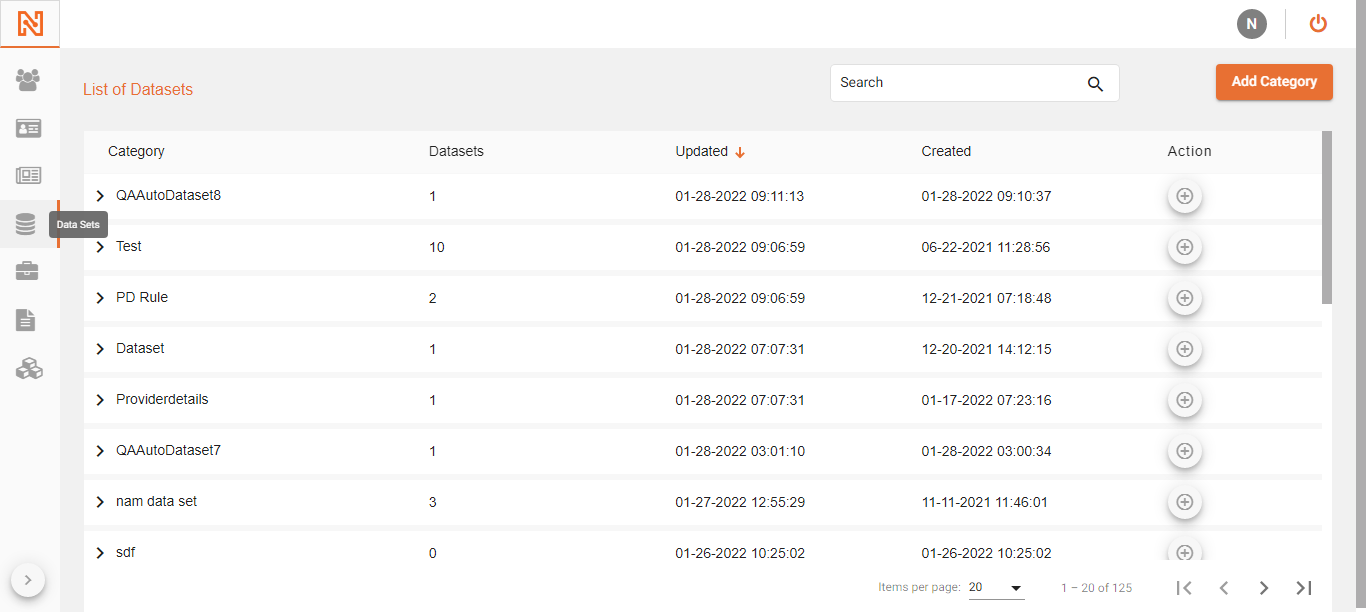 N
List of Datasets
Search
Add Category
Category Datasets Updated Created Action
QAAutoDataset8 1 01-28-2022 09:11:13 01-28-2022 09:10:37
Data Sets
Test 10 01-28-2022 09:06:59 06-22-2021 11:28:56
PD Rule 2 01-28-2022 09:06:59 12-21-2021 07:18:48
Dataset 1 01-28-2022 07:07:31 12-20-2021 14:12:15
Providerdetails 1 01-28-2022 07:07:31 01-17-2022 07:23:16
QAAutoDataset7 1 01-28-2022 03:01:10 01-28-2022 03:00:34
nam data set 3 01-27-2022 12:55:29 11-11-2021 11:46:01
sdf 0 01-26-2022 10:25:02 01-26-2022 10:25:02
Items per page: 20 1 – 20 of 125